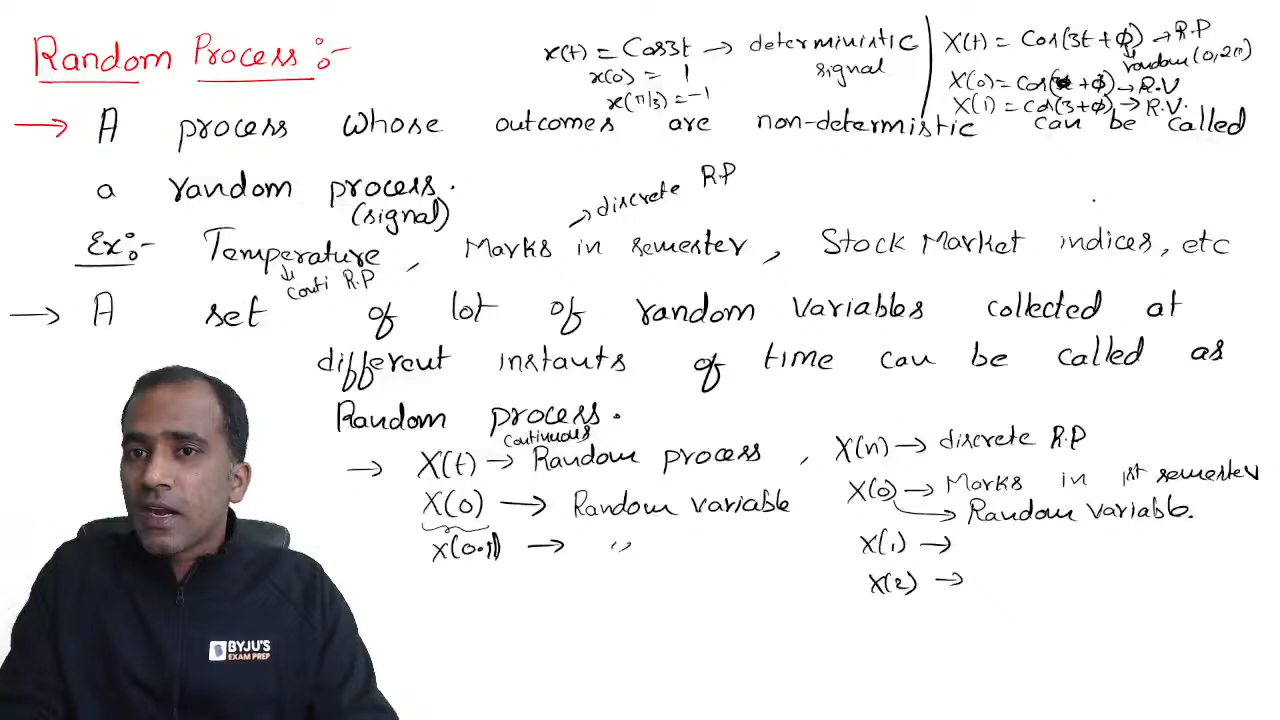 Random Process :-
x(t) = Cos3t → deterministic signal
x(0) = 1
x(π/3) = -1
X(t) = Cos(3t + ϕ) → R.P
random (0, 2π)
X(0) = Cos( + ϕ) → R.V
X(1) = Cos(3 + ϕ) → R.V.
→ A process whose outcomes are non-determistic can be called
a random process.
(signal)
→ discrete R.P
Ex:- Temperature, Marks in semester, Stock Market indices, etc
conti R.P
→ A set of lot of random variables collected at
different instants of time can be called as
Random process.
continuous
→ X(t) → Random process, X(n) → discrete R.P
X(0) → Random variable
X(0.1) → ,,
X(0) → Marks in 1st semester
→ Random variable.
X(1) →
X(2) →
BYJU'S
EXAM PREP